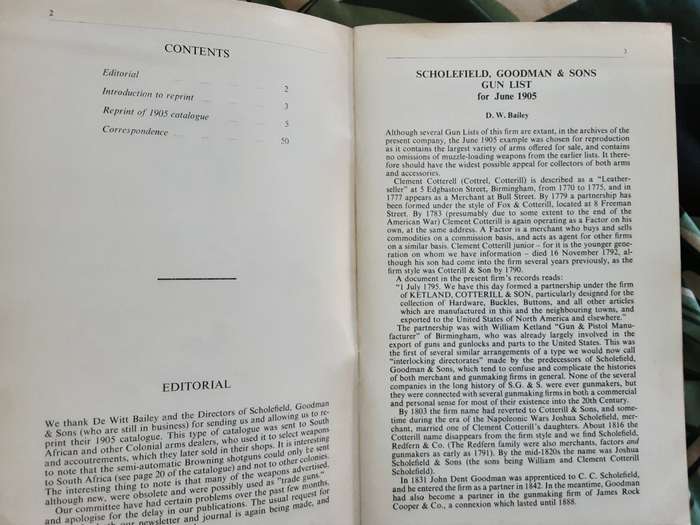 2
CONTENTS
Editorial 2
Introduction to reprint 3
Reprint of 1905 catalogue 5
Correspondence 50
EDITORIAL
We thank De Witt Bailey and the Directors of Scholefield, Goodman
& Sons (who are still in business) for sending us and allowing us to re-
print their 1905 catalogue. This type of catalogue was sent to South
African and other Colonial arms dealers, who used it to select weapons
and accoutrements, which they later sold in their shops. It is interesting
to note that the semi-automatic Browning shotguns could only be sent
to South Africa (see page 20 of the catalogue) and not to other colonies.
The interesting thing to note is that many of the weapons advertised,
although new, were obsolete and were possibly used as "trade guns".
Our committee have had certain problems over the past few months,
and apologise for the delay in our publications. The usual request for
our newsletter and journal is again being made, and
3
SCHOLEFIELD, GOODMAN & SONS
GUN LIST
for June 1905
D. W. Bailey
Although several Gun Lists of this firm are extant, in the archives of the
present company, the June 1905 example was chosen for reproduction
as it contains the largest variety of arms offered for sale, and contains
no omissions of muzzle-loading weapons from the earlier lists. It there-
fore should have the widest possible appeal for collectors of both arms
and accessories.
Clement Cotterell (Cottrel, Cotterill) is described as a "Leather-
seller" at 5 Edgbaston Street, Birmingham, from 1770 to 1775, and in
1777 appears as a Merchant at Bull Street. By 1779 a partnership has
been formed under the style of Fox & Cotterill, located at 8 Freeman
Street. By 1783 (presumably due to some extent to the end of the
American War) Clement Cotterill is again operating as a Factor on his
own, at the same address. A Factor is a merchant who buys and sells
commodities on a commission basis, and acts as agent for other firms
on a similar basis. Clement Cotterill junior – for it is the younger gene-
ration on whom we have information – died 16 November 1792, al-
though his son had come into the firm several years previously, as the
firm style was Cotterill & Son by 1790.
A document in the present firm's records reads:
"1 July 1795. We have this day formed a partnership under the firm
of KETLAND, COTTERILL & SON, particularly designed for the
collection of Hardware, Buckles, Buttons, and all other articles
which are manufactured in this and the neighbouring towns, and
exported to the United States of North America and elsewhere."
The partnership was with William Ketland "Gun & Pistol Manu-
facturer" of Birmingham, who was already largely involved in the
export of guns and gunlocks and parts to the United States. This was
the first of several similar arrangements of a type we would now call
"interlocking directorates" made by the predecessors of Scholefield,
Goodman & Sons, which tend to confuse and complicate the histories
of both merchant and gunmaking firms in general. None of the several
companies in the long history of S.G. & S. were ever gunmakers, but
they were connected with several gunmaking firms in both a commercial
and personal sense for most of their existence into the 20th Century.
By 1803 the firm name had reverted to Cotterill & Sons, and some-
time during the era of the Napoleonic Wars Joshua Scholefield, mer-
chant, married one of Clement Cotterill's daughters. About 1816 the
Cotterill name disappears from the firm style and we find Scholefield,
Redfern & Co. (The Redfern family were also merchants, factors and
gunmakers as early as 1791). By the mid-1820s the name was Joshua
Scholefield & Sons (the sons being William and Clement Cotterill
Scholefield).
In 1831 John Dent Goodman was apprenticed to C. C. Scholefield,
and he entered the firm as a partner in 1842. In the meantime, Goodman
had also become a partner in the gunmaking firm of James Rock
Cooper & Co., a connexion which lasted until 1888.